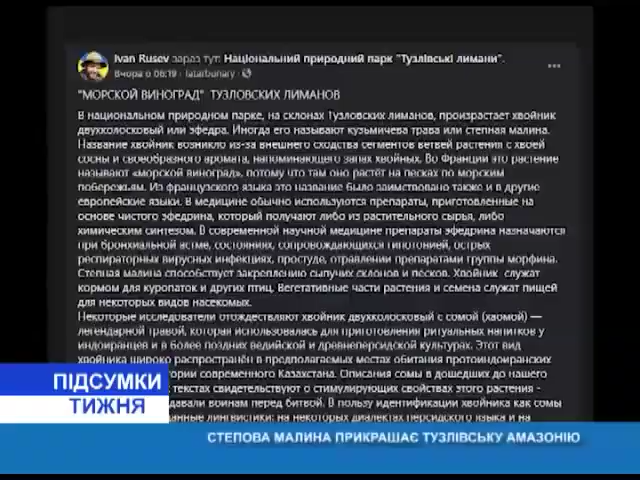 Ivan Rusev зараз тут: Національний природний парк "Тузлівські лимани".
Вчора о 06:19 · Tatarbunary ·
"МОРСКОЙ ВИНОГРАД" ТУЗЛОВСКИХ ЛИМАНОВ
В национальном природном парке, на склонах Тузловских лиманов, произрастает хвойник
двухколосковый или эфедра. Иногда его называют кузьмичева трава или степная малина.
Название хвойник возникло из-за внешнего сходства сегментов ветвей растения с хвоей
сосны и своеобразного аромата, напоминающего запах хвойных. Во Франции это растение
называют «морской виноград», потому что там оно растёт на песках по морским
побережьям. Из французского языка это название было заимствовано также и в другие
европейские языки. В медицине обычно используются препараты, приготовленные на
основе чистого эфедрина, который получают либо из растительного сырья, либо
химическим синтезом. В современной научной медицине препараты эфедрина назначаются
при бронхиальной астме, состояниях, сопровождающихся гипотонией, острых
респираторных вирусных инфекциях, простуде, отравлении препаратами группы морфина.
Степная малина способствует закреплению сыпучих склонов и песков. Хвойник служат
кормом для куропаток и других птиц. Вегетативные части растения и семена служат пищей
для некоторых видов насекомых.
Некоторые исследователи отождествляют хвойник двухколосковый с сомой (хаомой) —
легендарной травой, которая использовалась для приготовления ритуальных напитков у
индоиранцев и в более поздних ведийской и древнеперсидской культурах. Этот вид
хвойника широко распространён в предполагаемых местах обитания протоиндоиранских
тории современного Казахстана. Описания сомы в дошедших до нашего
текстах свидетельствуют о стимулирующих свойствах этого растения -
давали воинам перед битвой. В пользу идентификации хвойника как сомы
данные лингвистики: на некоторых диалектах персидского языка и на
ПІДСУМКИ
ТИЖНЯ
СТЕПОВА МАЛИНА ПРИКРАШАЄ ТУЗЛІВСЬКУ АМАЗОНІЮ